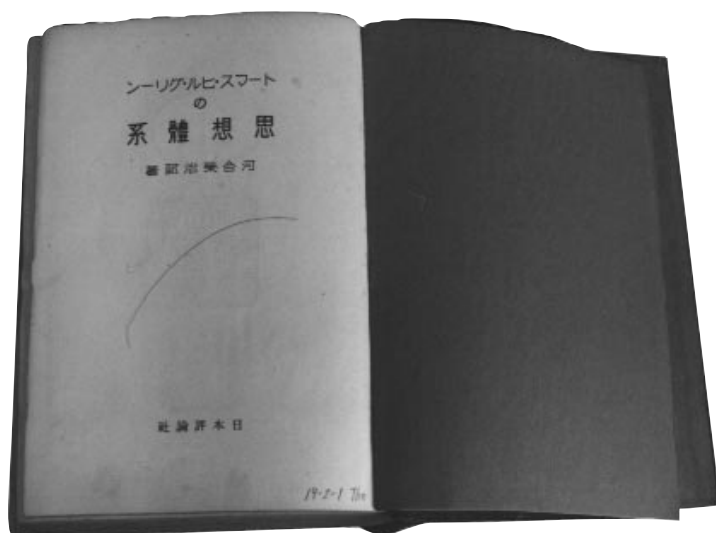 トーマス・ヒル・グリーン
の
思想體系
河合榮治郎著
日本評論社
19-2-1